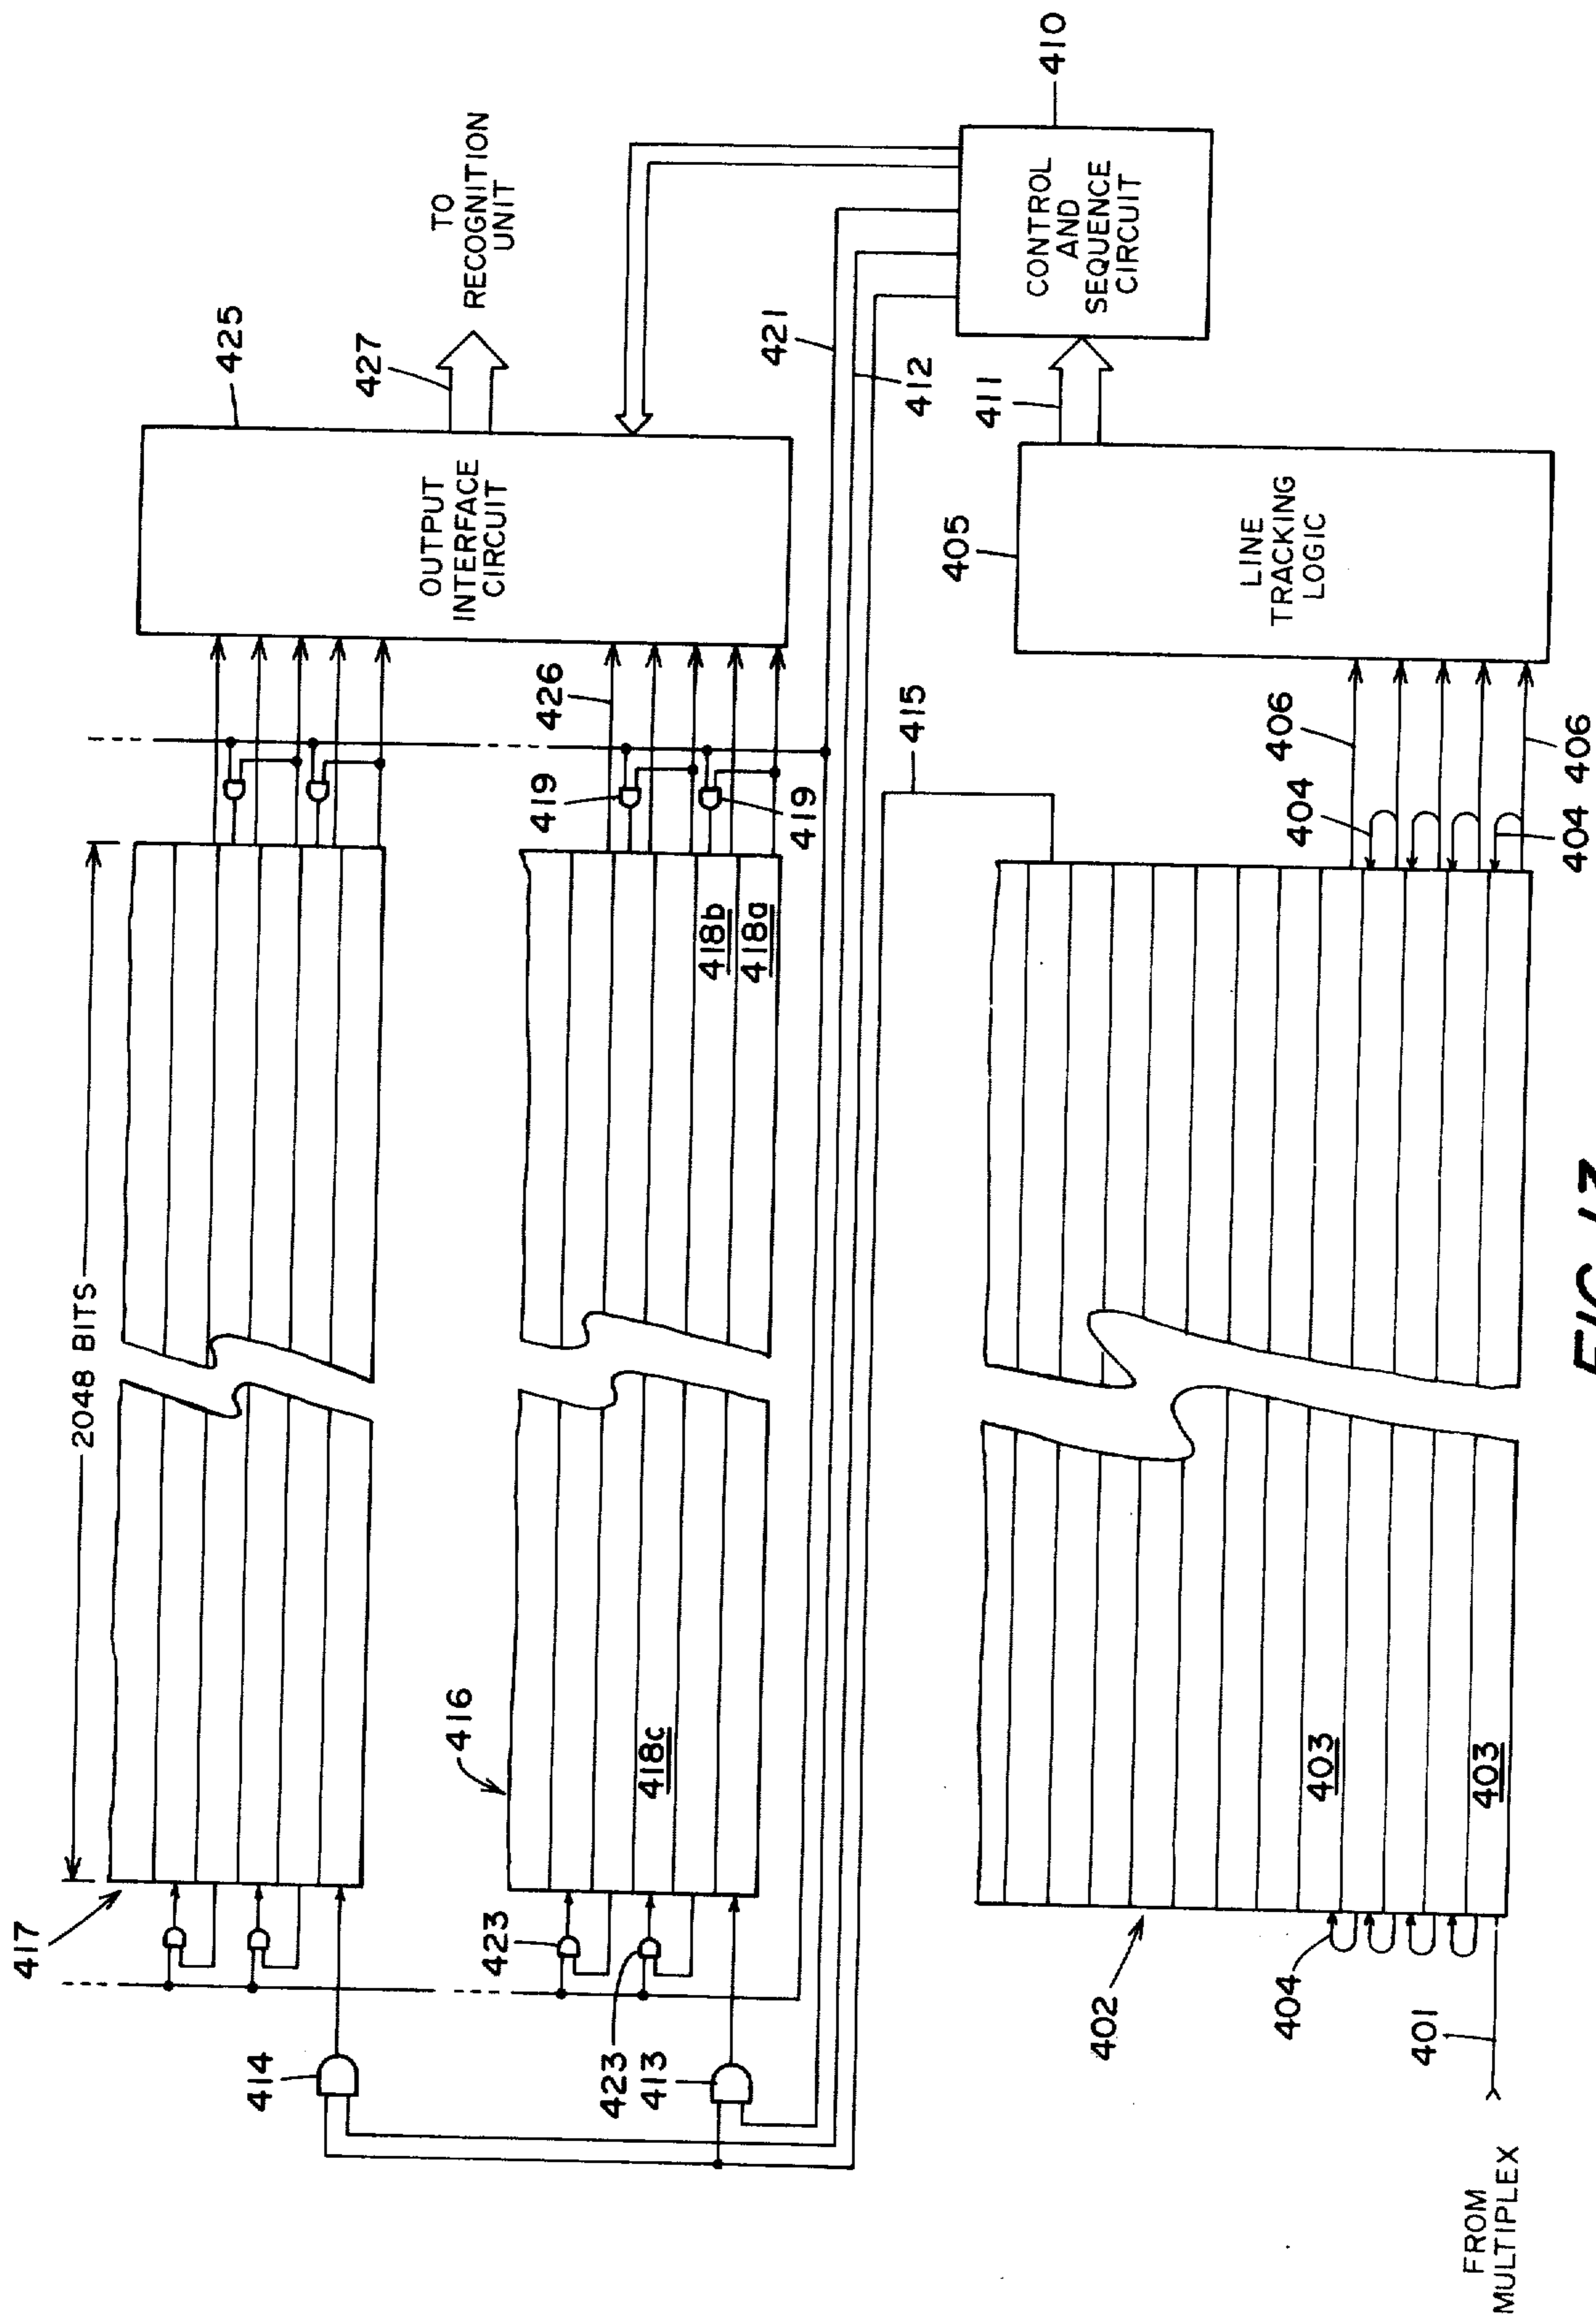 2048 BITS
417
414
425
427
TO
RECOGNITION
UNIT
OUTPUT
INTERFACE
CIRCUIT
416
423
423
413
418c
418b
418a
419
419
426
421
412
415
410
CONTROL
AND
SEQUENCE
CIRCUIT
411
405
LINE
TRACKING
LOGIC
402
404
401
403
403
404
404
406
406
FROM
MULTIPLEX
FIG. 13